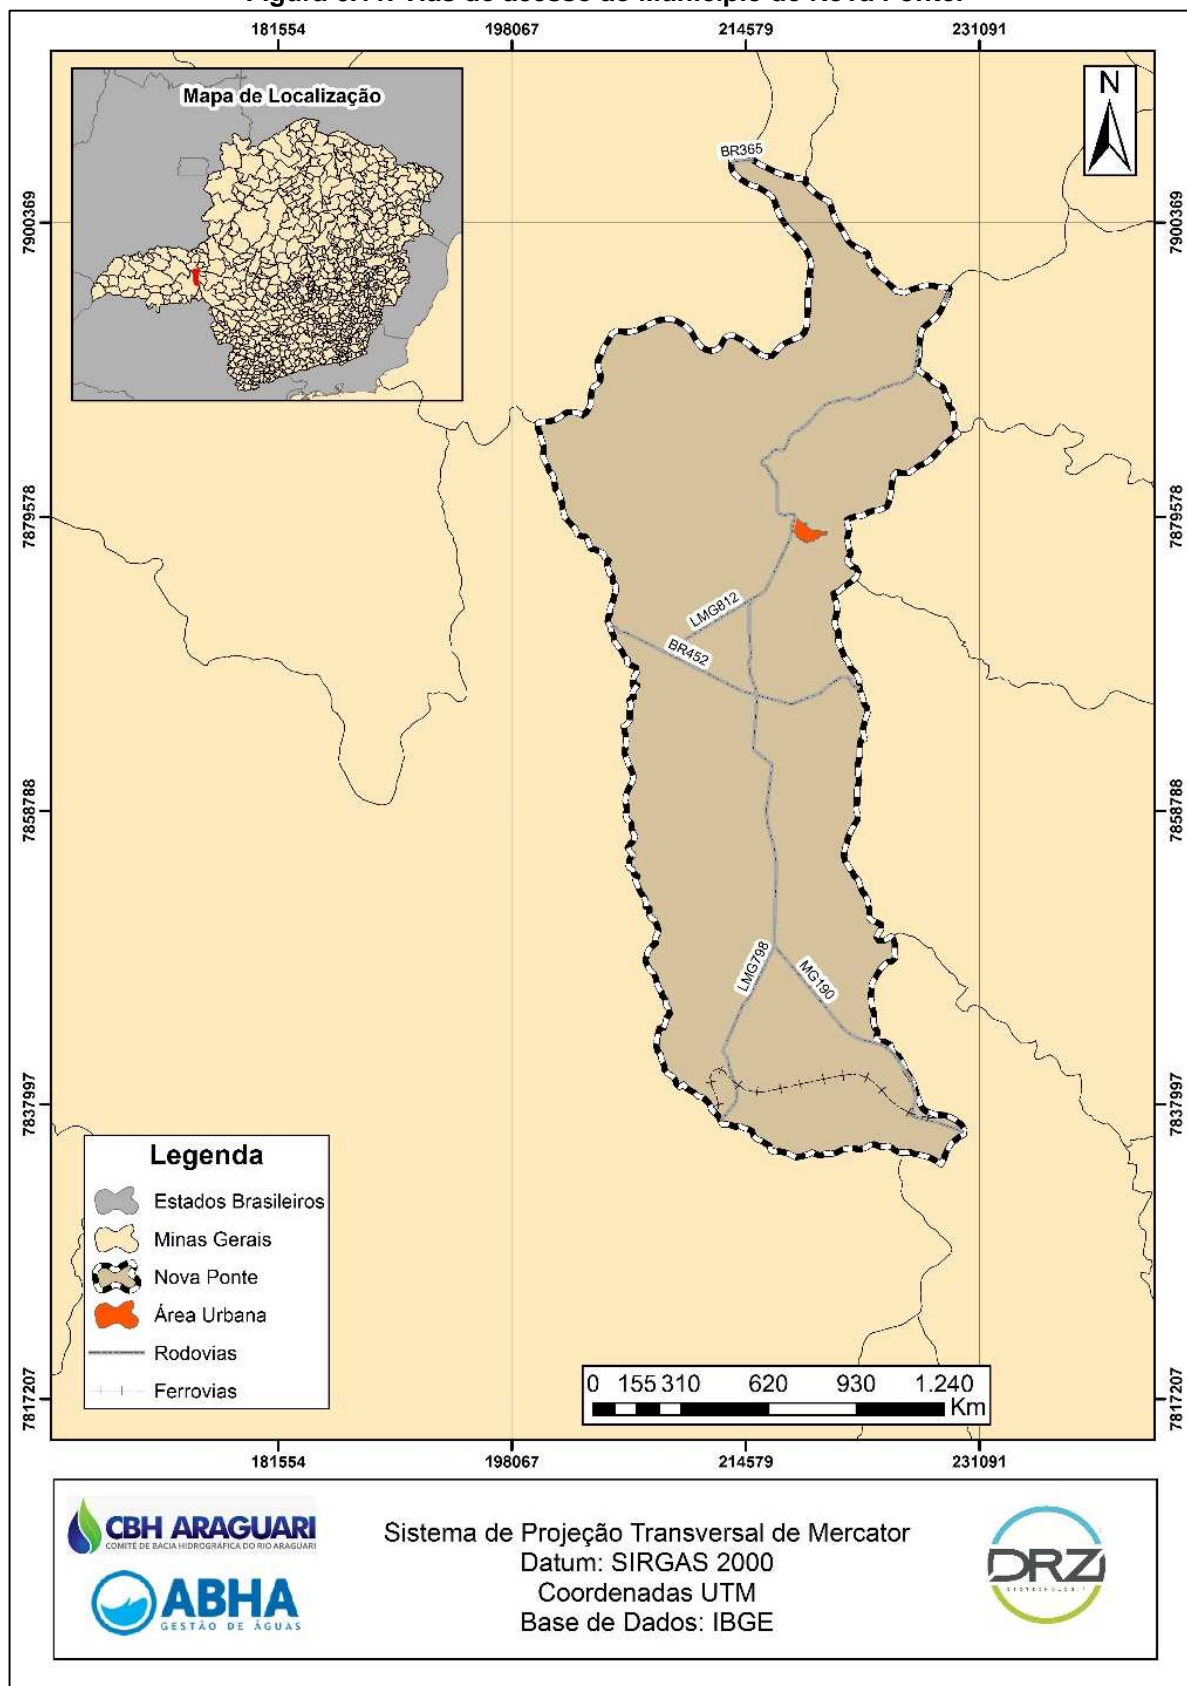 181554 198067 214579 231091
Mapa de Localização
N
BR365
7900369
7900369
7879578
7879578
LMG812
BR452
7858788
7858788
LMG798
MG190
7837997
7837997
Legenda
Estados Brasileiros
Minas Gerais
Nova Ponte
Área Urbana
Rodovias
Ferrovias
0 155 310 620 930 1.240
Km
7817207
7817207
181554 198067 214579 231091
CBH ARAGUARI
COMITÊ DE BACIA HIDROGRÁFICA DO RIO ARAGUARI
ABHA
GESTÃO DE ÁGUAS
Sistema de Projeção Transversal de Mercator
Datum: SIRGAS 2000
Coordenadas UTM
Base de Dados: IBGE
DRZ